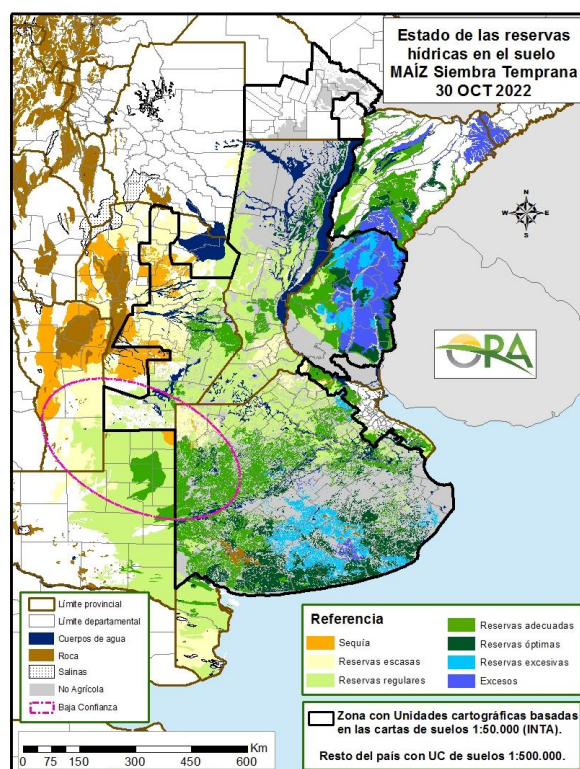 Estado de las reservas
hídricas en el suelo
MAÍZ Siembra Temprana
30 OCT 2022
N
W E
S
ORA
Límite provincial
Límite departamental
Cuerpos de agua
Roca
Salinas
No Agrícola
Baja Confianza
Referencia
Sequía
Reservas escasas
Reservas regulares
Reservas adecuadas
Reservas óptimas
Reservas excesivas
Excesos
Zona con Unidades cartográficas basadas
en las cartas de suelos 1:50.000 (INTA).
Resto del país con UC de suelos 1:500.000.
0 75 150 300 450 600 Km